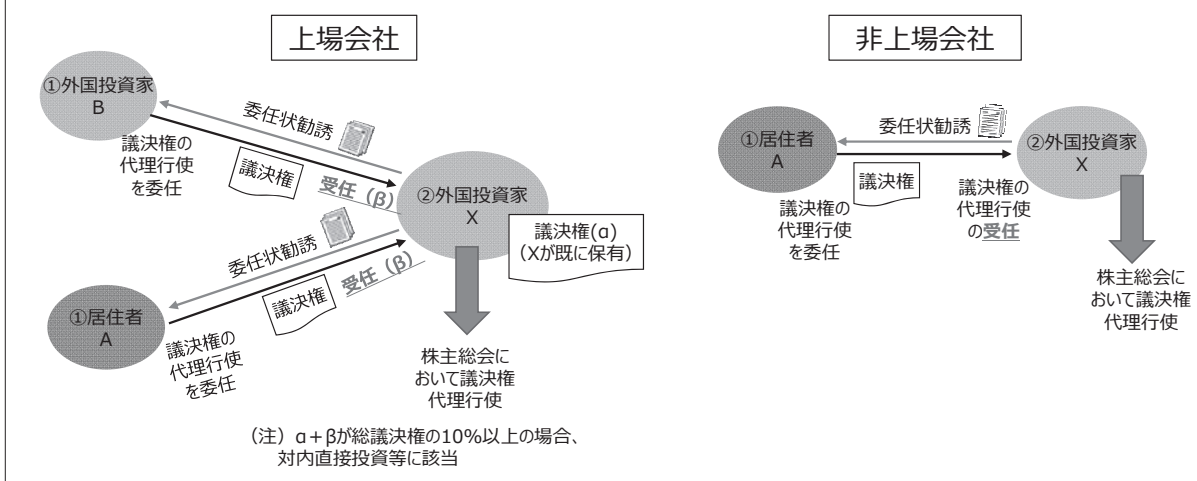 上場会社
①外国投資家
B
委任状勧誘
議決権の
代理行使
を委任
議決権
受任（β）
②外国投資家
X
議決権(α)
（Xが既に保有）
委任状勧誘
議決権
受任（β）
①居住者
A
議決権の
代理行使
を委任
株主総会に
おいて議決権
代理行使
（注）α＋βが総議決権の10%以上の場合、
対内直接投資等に該当
非上場会社
①居住者
A
委任状勧誘
②外国投資家
X
議決権
議決権の
代理行使
を委任
議決権の
代理行使
の受任
株主総会に
おいて議決権
代理行使